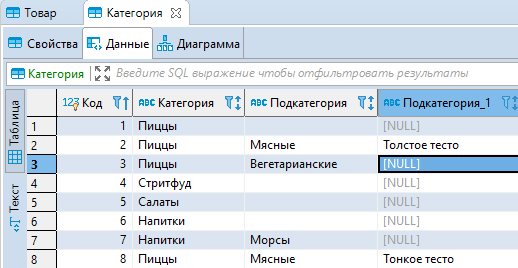 Товар Категория
Свойства Данные Диаграмма
Категория Введите SQL выражение чтобы отфильтровать результаты
Таблица
Текст
123 Код ABC Категория ABC Подкатегория ABC Подкатегория_1
1 1 Пиццы [NULL]
2 2 Пиццы Мясные Толстое тесто
3 3 Пиццы Вегетарианские [NULL]
4 4 Стритфуд [NULL]
5 5 Салаты [NULL]
6 6 Напитки [NULL]
7 7 Напитки Морсы [NULL]
8 8 Пиццы Мясные Тонкое тесто